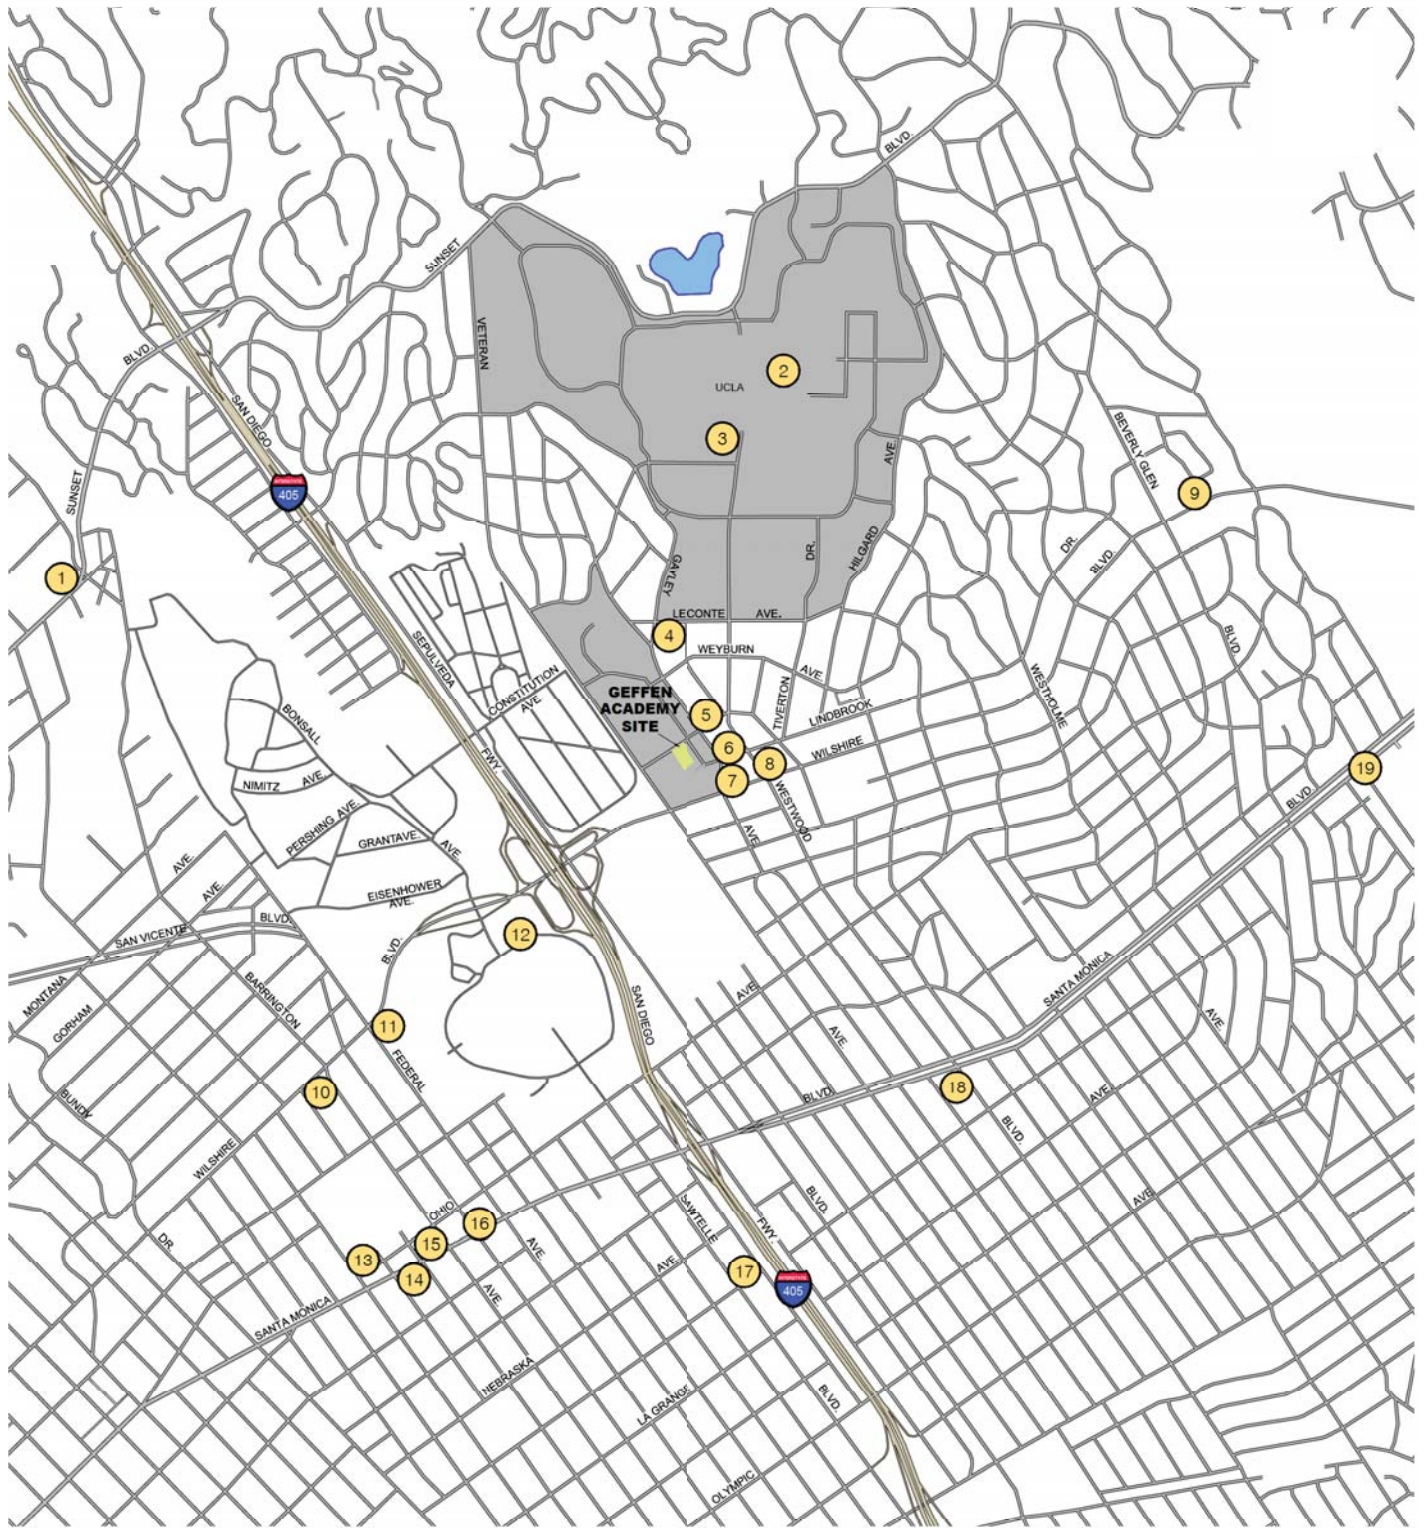 BLVD.
SUNSET
VETERAN
BLVD.
2
UCLA
SAN DIEGO
3
BEVERLY GLEN
AVE.
SUNSET
INTERSTATE
405
9
HILGARD
DR.
DR.
BLVD.
1
GAYLEY
LECONTE AVE.
4
BLVD.
SEPULVEDA
WEYBURN
AVE.
CONSTITUTION
AVE
WESTHOLME
GEFFEN
ACADEMY
SITE
TIVERTON
5
LINDBROOK
BONSALL
6
WILSHIRE
FWY.
8
19
7
NIMITZ AVE.
WESTWOOD
BLVD.
PERSHING AVE.
AVE.
GRANTAVE.
AVE.
AVE.
AVE.
EISENHOWER
AVE.
BLVD.
SAN VICENTE
12
BLVD.
MONTANA
BARRINGTON
SANTA MONICA
AVE.
SAN DIEGO
GORHAM
11
AVE.
AVE.
FEDERAL
10
18
BLVD.
AVE.
BUNDY
BLVD.
WILSHIRE
AVE.
BLVD.
OHIO
16
SAWTELLE
FWY.
DR.
15
AVE.
13
AVE.
17
14
INTERSTATE
405
AVE.
SANTA MONICA
NEBRASKA
LA GRANGE
BLVD.
OLYMPIC